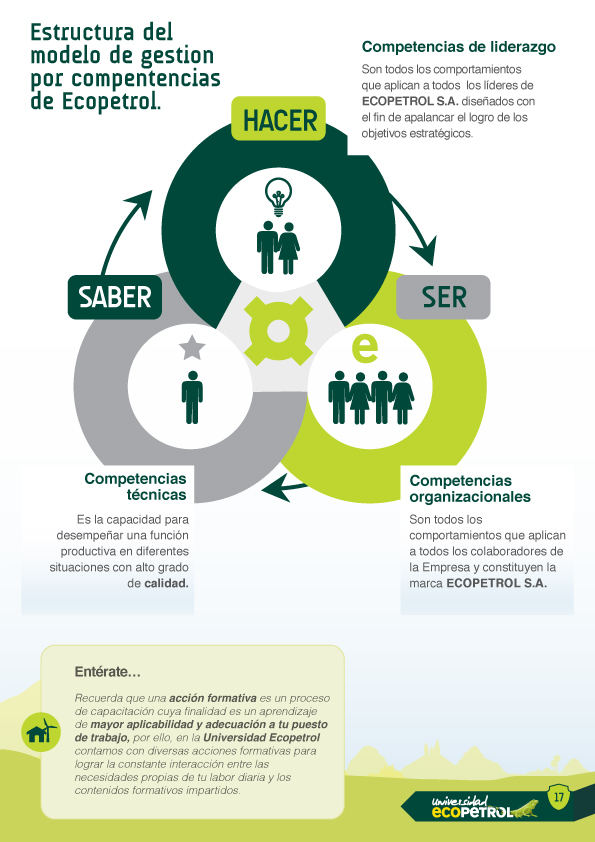 Estructura del
modelo de gestion
por compentencias
de Ecopetrol.
Competencias de liderazgo
Son todos los comportamientos
que aplican a todos los líderes de
ECOPETROL S.A. diseñados con
el fin de apalancar el logro de los
objetivos estratégicos.
HACER
SABER
SER
e
Competencias
técnicas
Es la capacidad para
desempeñar una función
productiva en diferentes
situaciones con alto grado
de calidad.
Competencias
organizacionales
Son todos los
comportamientos que aplican
a todos los colaboradores de
la Empresa y constituyen la
marca ECOPETROL S.A.
Entérate...
Recuerda que una acción formativa es un proceso
de capacitación cuya finalidad es un aprendizaje
de mayor aplicabilidad y adecuación a tu puesto
de trabajo, por ello, en la Universidad Ecopetrol
contamos con diversas acciones formativas para
lograr la constante interacción entre las
necesidades propias de tu labor diaria y los
contenidos formativos impartidos.
Universidad
ECOPETROL
17